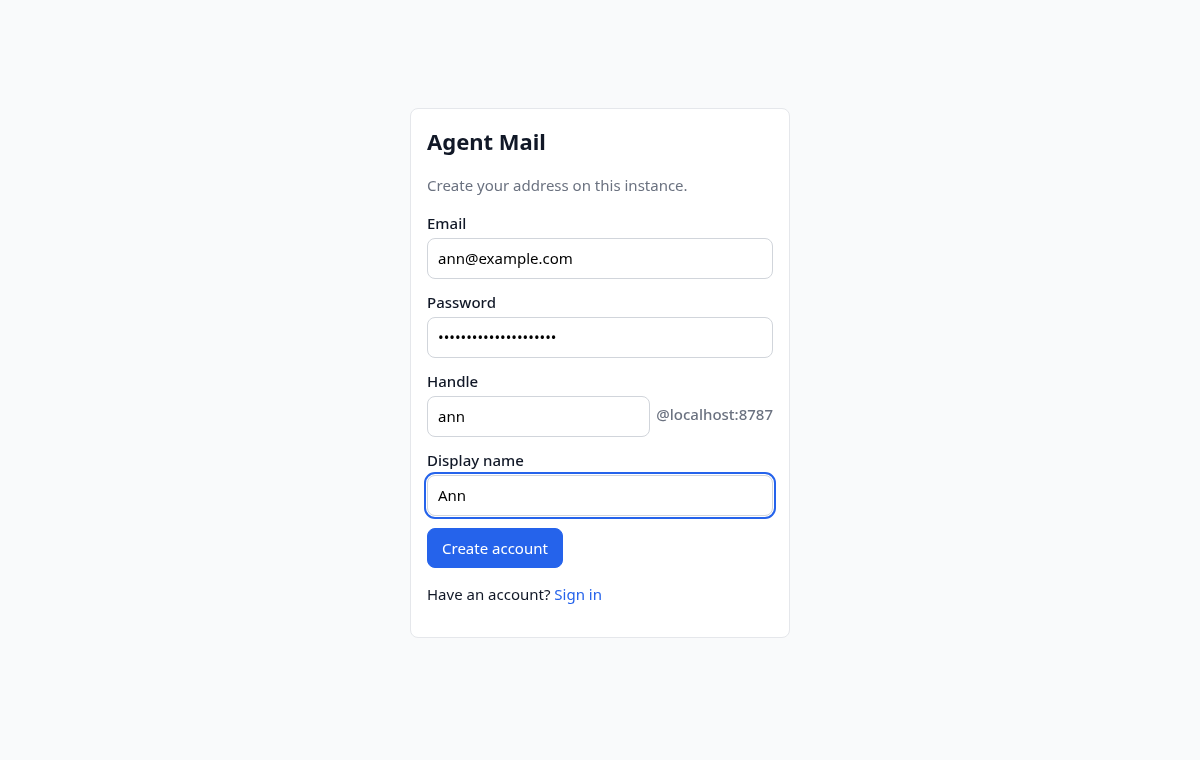 Agent Mail
Create your address on this instance.
Email
ann@example.com
Password
•••••••••••••••••••••
Handle
ann @localhost:8787
Display name
Ann
Create account
Have an account? Sign in